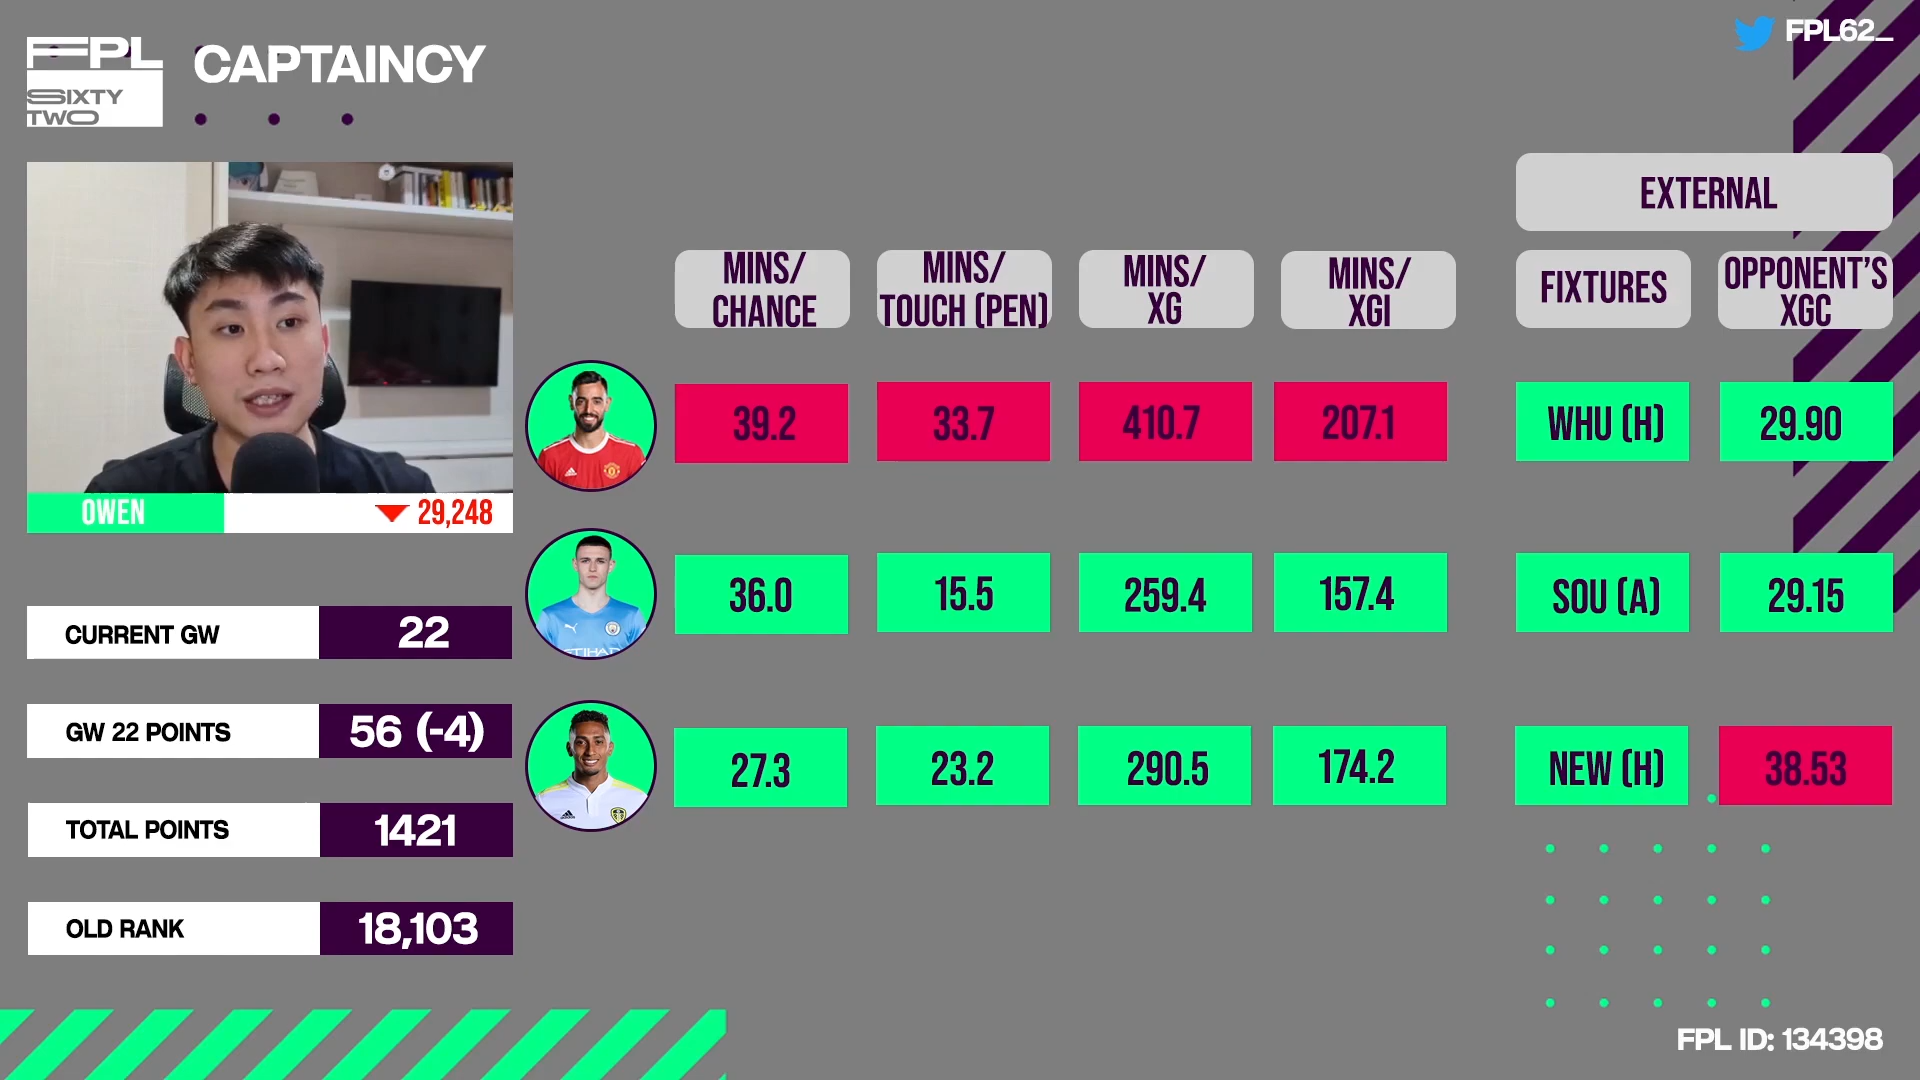 FPL
SIXTY
TWO
CAPTAINCY
FPL62_
EXTERNAL
MINS/
CHANCE
MINS/
TOUCH (PEN)
MINS/
XG
MINS/
XGI
FIXTURES
OPPONENT'S
XGC
39.2 33.7 410.7 207.1 WHU (H) 29.90
OWEN 29,248
36.0 15.5 259.4 157.4 SOU (A) 29.15
ETIHAD
CURRENT GW 22
GW 22 POINTS 56 (-4)
27.3 23.2 290.5 174.2 NEW (H) 38.53
TOTAL POINTS 1421
OLD RANK 18,103
FPL ID: 134398